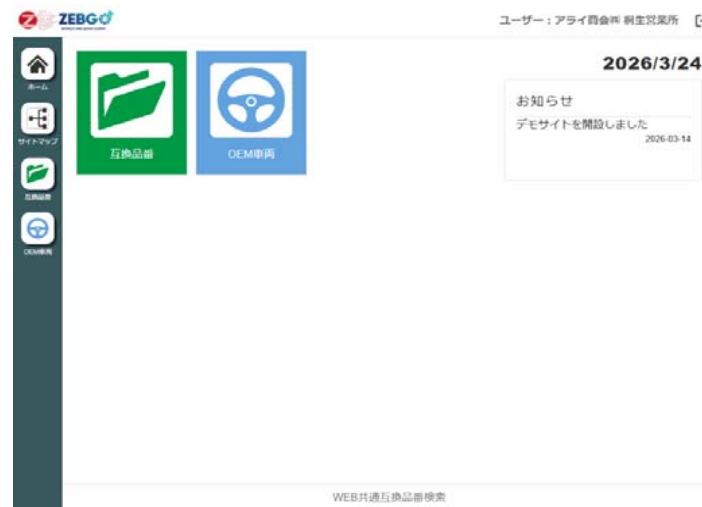 ZEBGO
ユーザー：アライ商会㈱ 桐生営業所
ホーム
サイトマップ
互換品番
OEM車両
互換品番
OEM車両
2026/3/24
お知らせ
デモサイトを開設しました
2026-03-14
WEB共通互換品番検索